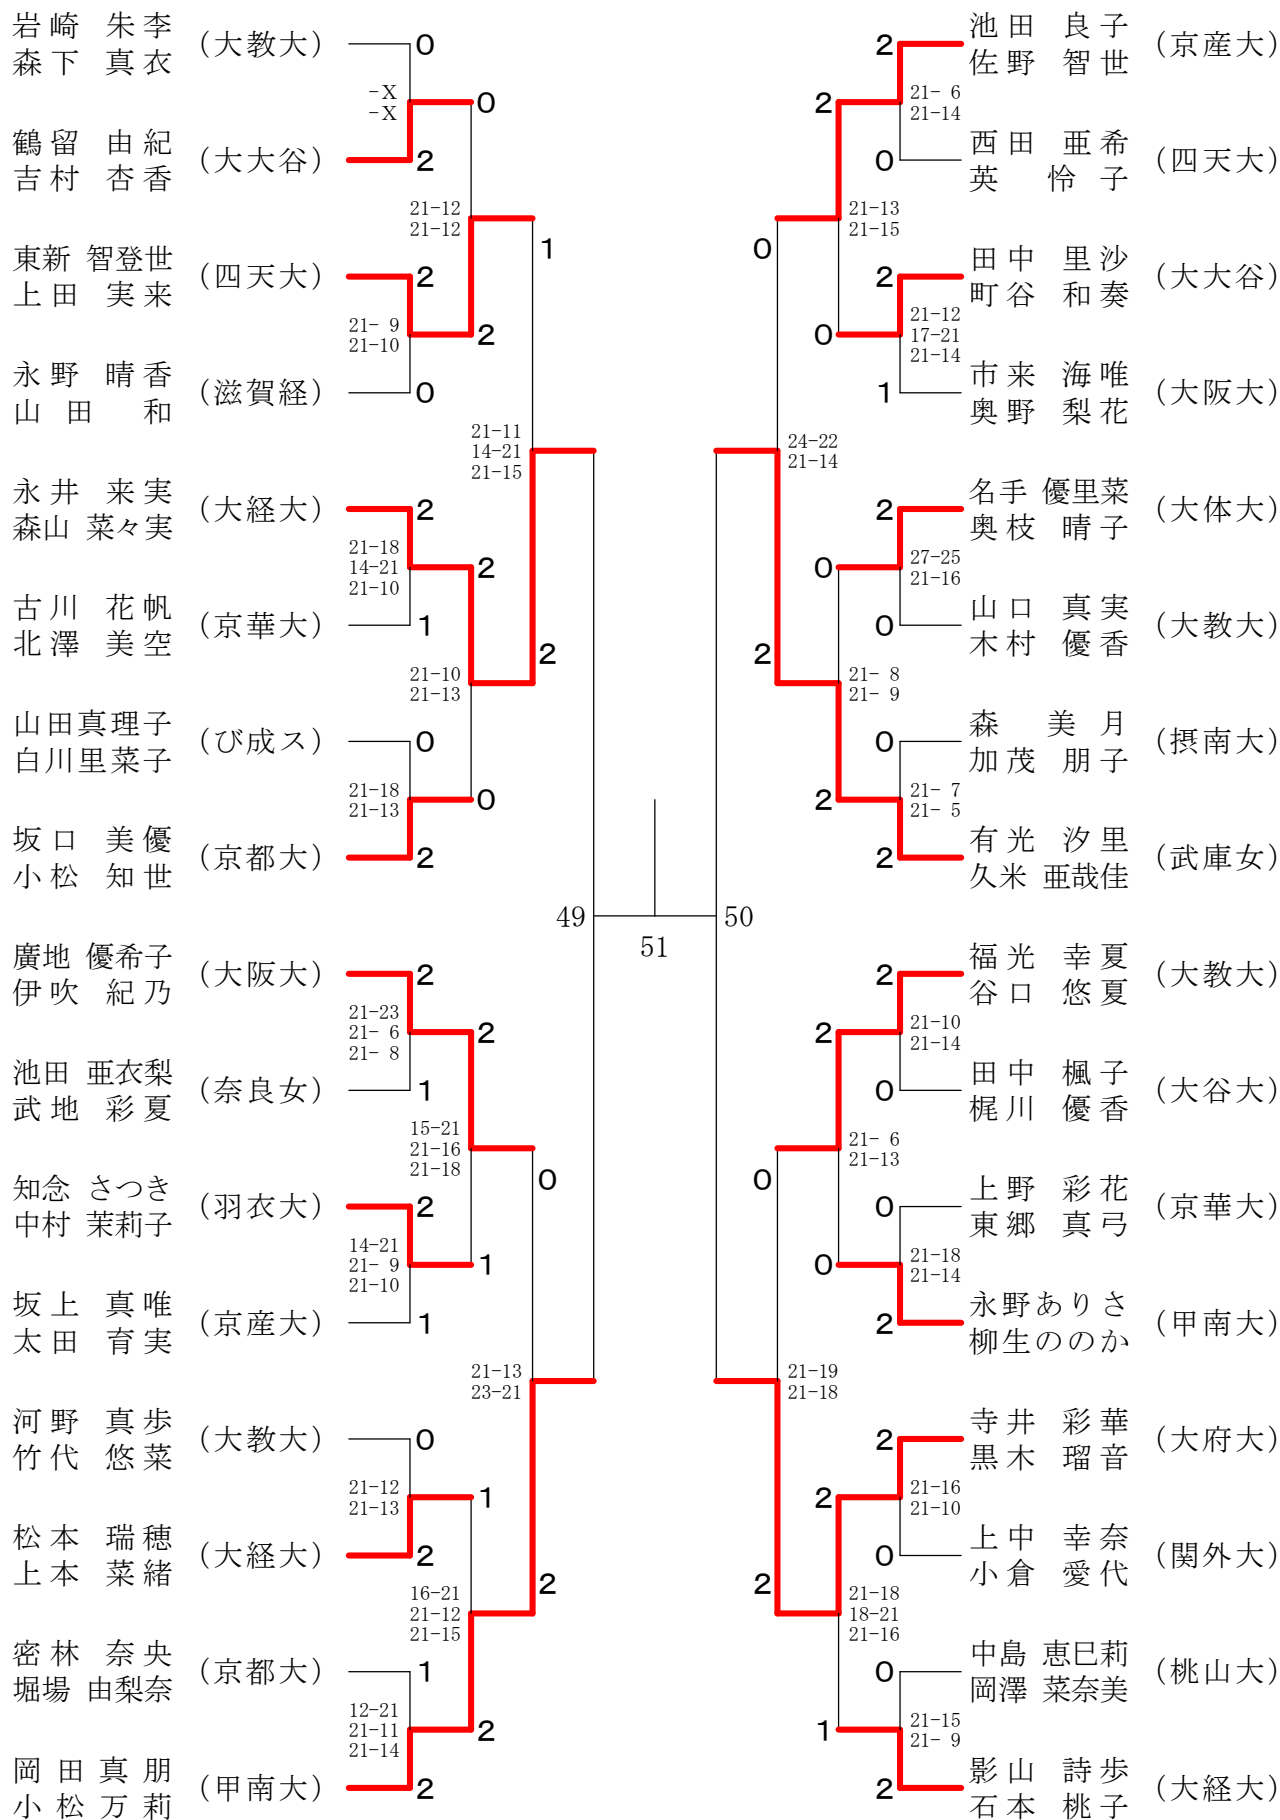 岩崎 朱李
森下 真衣
(大教大)
0
-X
-X
0
鶴留 由紀
吉村 杏香
(大大谷)
2
21-12
21-12
1
東新 智登世
上田 実来
(四天大)
2
21- 9
21-10
2
永野 晴香
山田 和
(滋賀経)
0
21-11
14-21
21-15
永井 来実
森山 菜々実
(大経大)
2
21-18
14-21
21-10
2
古川 花帆
北澤 美空
(京華大)
1
21-10
21-13
2
山田真理子
白川里菜子
(び成ス)
0
21-18
21-13
0
坂口 美優
小松 知世
(京都大)
2
49
廣地 優希子
伊吹 紀乃
(大阪大)
2
21-23
21- 6
21- 8
2
池田 亜衣梨
武地 彩夏
(奈良女)
1
15-21
21-16
21-18
0
知念 さつき
中村 茉莉子
(羽衣大)
2
14-21
21- 9
21-10
1
坂上 真唯
太田 育実
(京産大)
1
21-13
23-21
河野 真歩
竹代 悠菜
(大教大)
0
21-12
21-13
1
松本 瑞穂
上本 菜緒
(大経大)
2
16-21
21-12
21-15
2
密林 奈央
堀場 由梨奈
(京都大)
1
12-21
21-11
21-14
2
岡田真朋
小松万莉
(甲南大)
2
51
池田 良子
佐野 智世
(京産大)
2
21- 6
21-14
2
西田 亜希
英 怜子
(四天大)
0
21-13
21-15
0
田中 里沙
町谷 和奏
(大大谷)
2
21-12
17-21
21-14
0
市来 海唯
奥野 梨花
(大阪大)
1
24-22
21-14
名手 優里菜
奥枝 晴子
(大体大)
2
27-25
21-16
0
山口 真実
木村 優香
(大教大)
0
21- 8
21- 9
2
森 美月
加茂 朋子
(摂南大)
0
21- 7
21- 5
2
有光 汐里
久米 亜哉佳
(武庫女)
2
50
福光 幸夏
谷口 悠夏
(大教大)
2
21-10
21-14
2
田中 楓子
梶川 優香
(大谷大)
0
21- 6
21-13
0
上野 彩花
東郷 真弓
(京華大)
0
21-18
21-14
0
永野ありさ
柳生ののか
(甲南大)
2
21-19
21-18
寺井 彩華
黒木 瑠音
(大府大)
2
21-16
21-10
2
上中 幸奈
小倉 愛代
(関外大)
0
21-18
18-21
21-16
2
中島 恵巳莉
岡澤 菜奈美
(桃山大)
0
21-15
21- 9
1
影山 詩歩
石本 桃子
(大経大)
2